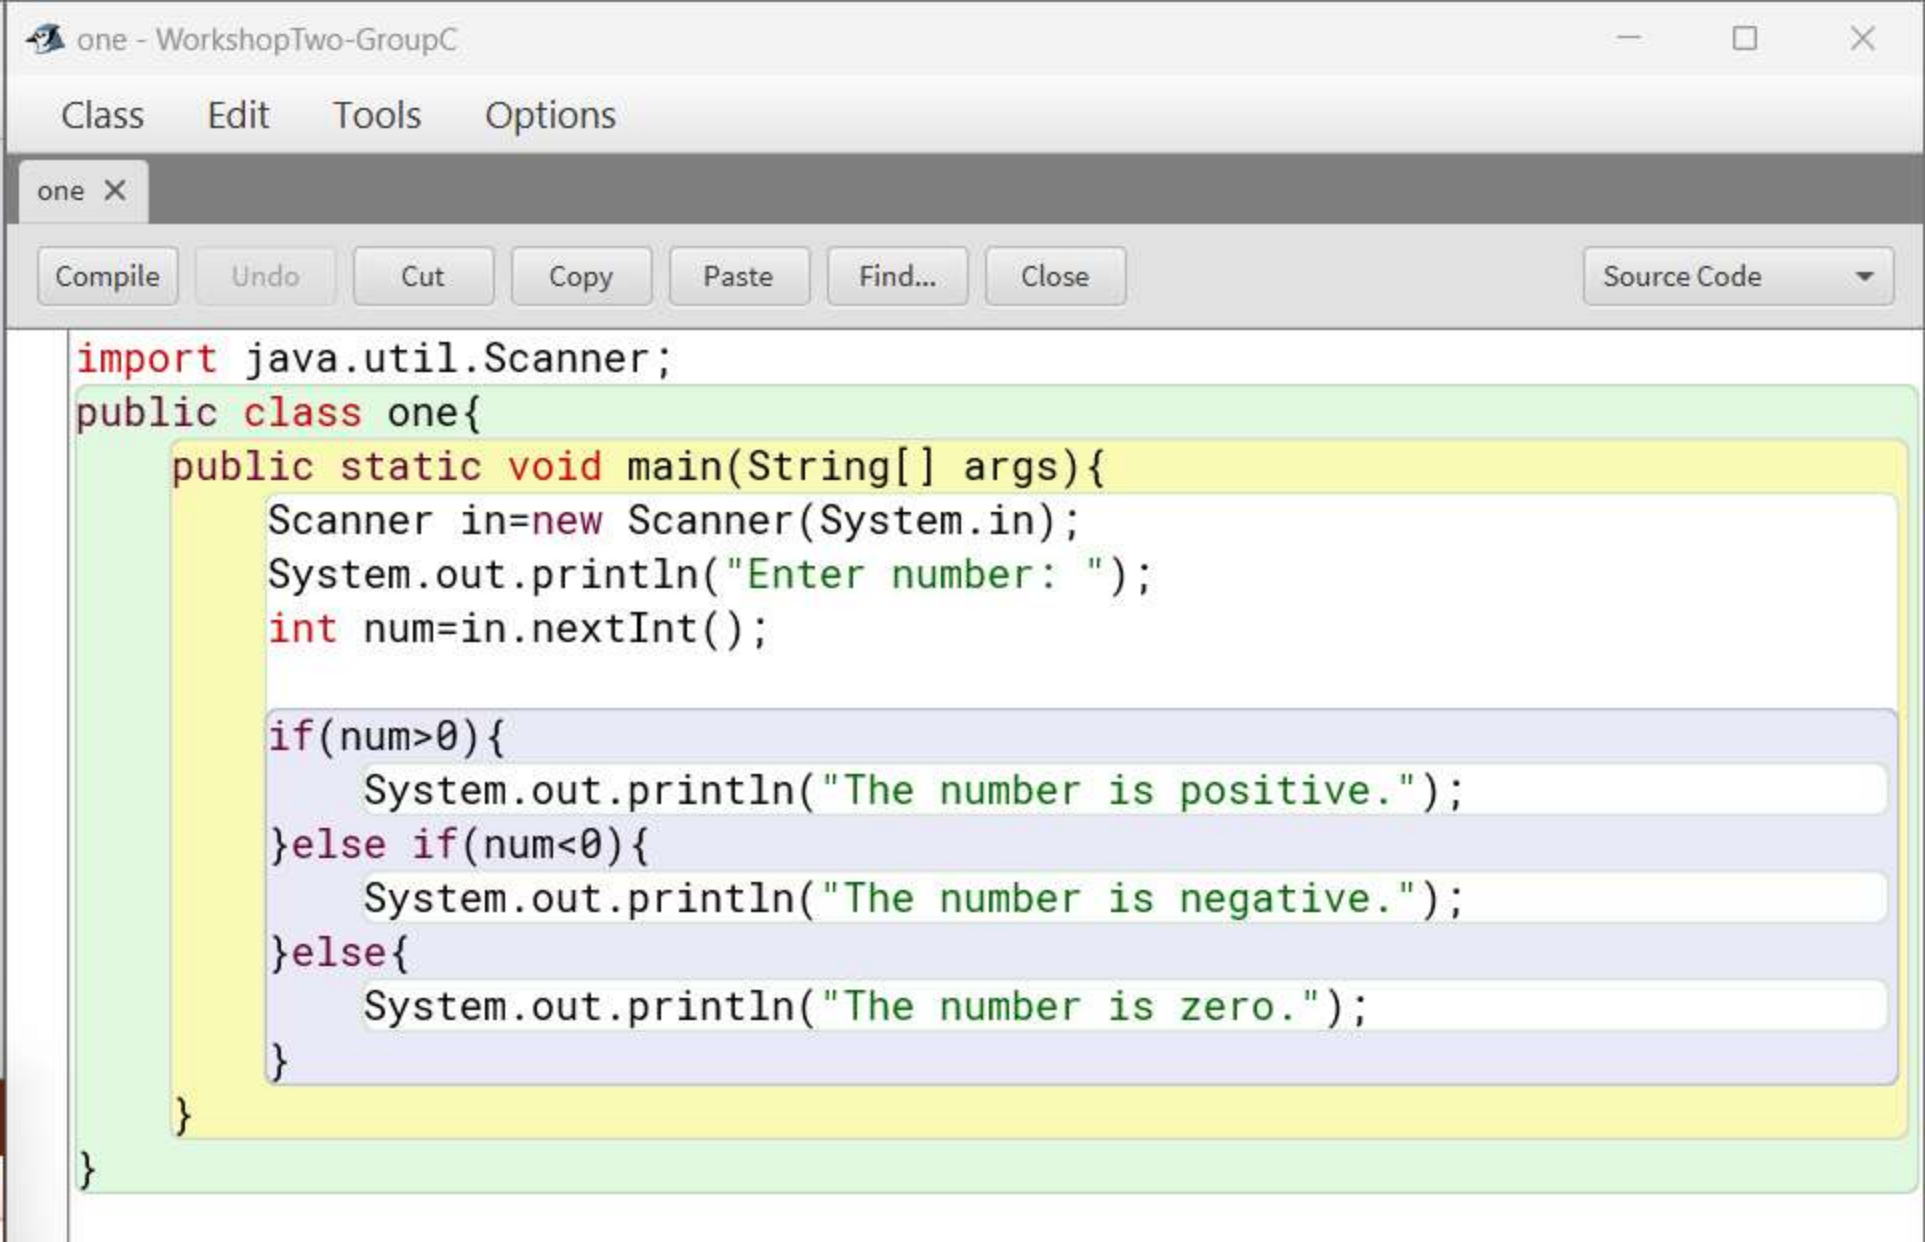 one - WorkshopTwo-GroupC
Class Edit Tools Options
one
Compile Undo Cut Copy Paste Find... Close Source Code
import java.util.Scanner;
public class one{
public static void main(String[] args){
Scanner in=new Scanner(System.in);
System.out.println("Enter number: ");
int num=in.nextInt();
if(num>0){
System.out.println("The number is positive.");
}else if(num<0){
System.out.println("The number is negative.");
}else{
System.out.println("The number is zero.");
}
}
}